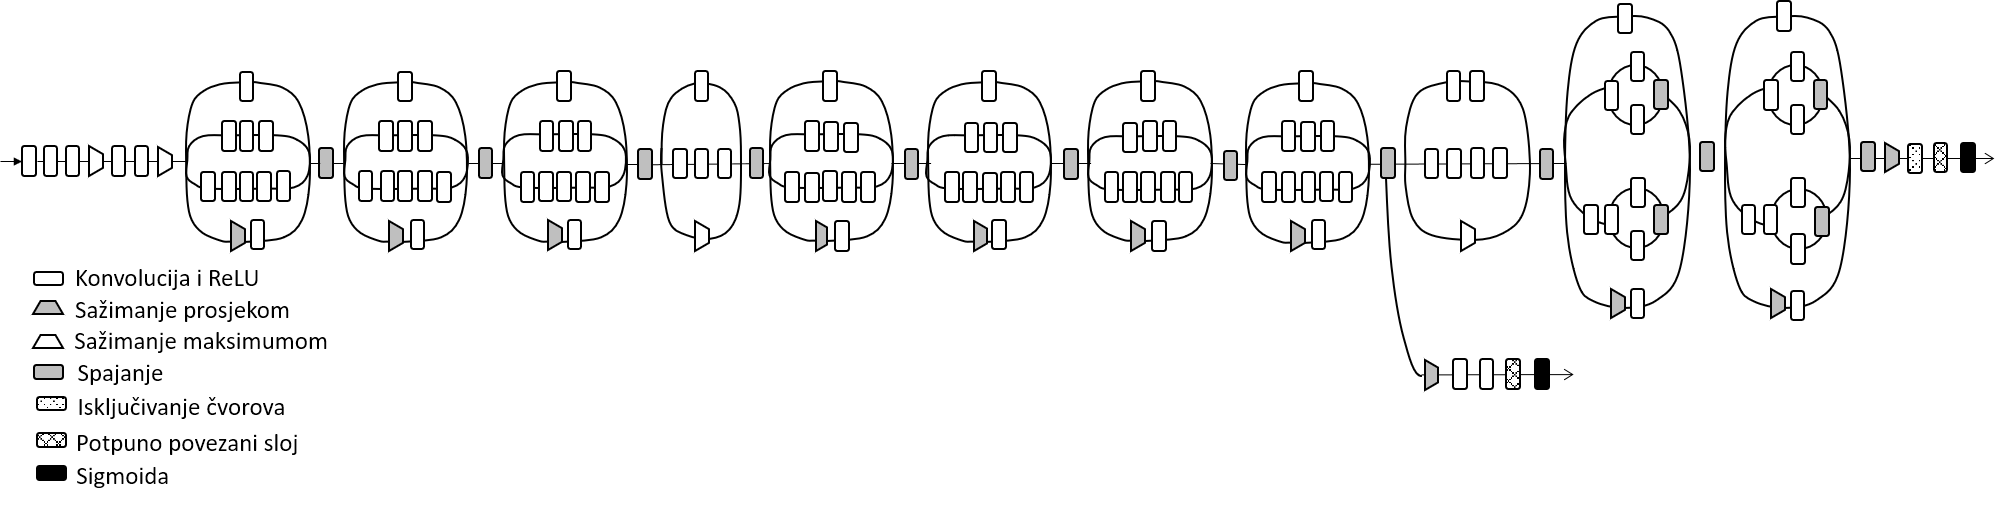 Konvolucija i ReLU
Sažimanje prosjekom
Sažimanje maksimumom
Spajanje
Isključivanje čvorova
Potpuno povezani sloj
Sigmoida